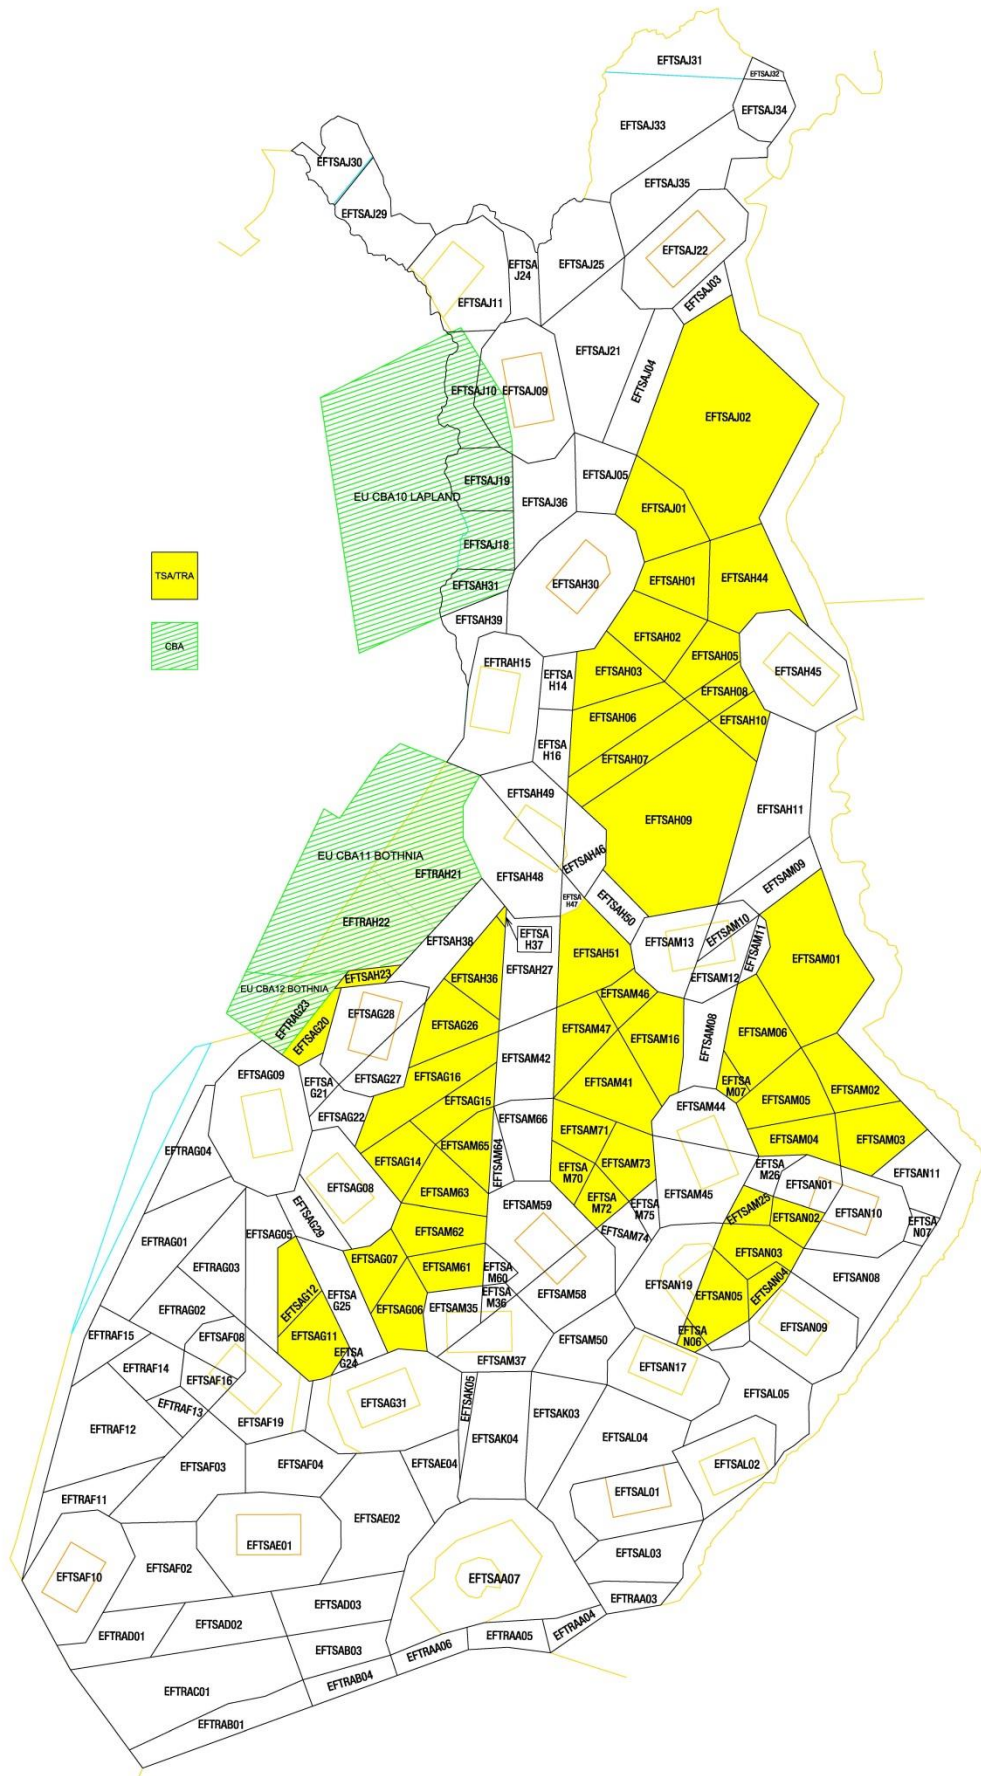 EFTSAJ31
EFTSAJ32
EFTSAJ34
EFTSAJ33
EFTSAJ30
EFTSAJ35
EFTSAJ29
EFTSAJ22
EFTSA
J24
EFTSAJ25
EFTSAJ03
EFTSAJ11
EFTSAJ21
EFTSAJ04
EFTSAJ10
EFTSAJ09
EFTSAJ02
EFTSAJ19
EFTSAJ05
EU CBA10 LAPLAND
EFTSAJ36
EFTSAJ01
EFTSAJ18
TSA/TRA
EFTSAH31
EFTSAH30
EFTSAH01
EFTSAH44
EFTSAH39
EFTSAH02
CBA
EFTRAH15
EFTSAH05
EFTSAH03
EFTSA
H14
EFTSAH45
EFTSAH08
EFTSAH06
EFTSAH10
EFTSA
H16
EFTSAH07
EFTSAH49
EFTSAH11
EFTSAH09
EU CBA11 BOTHNIA
EFTSAH46
EFTRAH21
EFTSAH48
EFTSAM09
EFTSA
H47
EFTSAH50
EFTRAH22
EFTSAH38
EFTSA
H37
EFTSAM13
EFTSAM10
EFTSAM11
EFTSAM01
EFTSAH51
EFTSAH27
EFTSAH23
EFTSAH36
EFTSAM12
EU CBA12 BOTHNIA
EFTSAM46
EFTRAG23
EFTSAG20
EFTSAG28
EFTSAG26
EFTSAM47
EFTSAM16
EFTSAM08
EFTSAM06
EFTSAM42
EFTSAG09
EFTSAG27
EFTSAG16
EFTSAM41
EFTSA
G21
EFTSA
M07
EFTSAM02
EFTSAG15
EFTSAM05
EFTSAG22
EFTSAM66
EFTSAM44
EFTSAM71
EFTSAM65
EFTSAM04
EFTSAM03
EFTRAG04
EFTSAM64
EFTSAG14
EFTSAM73
EFTSA
M70
EFTSA
M26
EFTSAN11
EFTSAG08
EFTSAM63
EFTSAM45
EFTSAN01
EFTSA
M72
EFTSA
M75
EFTSAM25
EFTSAM59
EFTSAN02
EFTSAN10
EFTSAG29
EFTSAM62
EFTSA
N07
EFTSAG05
EFTSAM74
EFTRAG01
EFTSAG07
EFTSAN03
EFTRAG03
EFTSAM61
EFTSA
M60
EFTSAN08
EFTSAG12
EFTSA
G25
EFTSAN19
EFTSAN04
EFTSA
M36
EFTSAM58
EFTSAN05
EFTRAG02
EFTSAG06
EFTSAM35
EFTSAN09
EFTRAF15
EFTSAF08
EFTSAG11
EFTSA
N06
EFTSAM50
EFTSA
G24
EFTSAM37
EFTRAF14
EFTSAN17
EFTSAF16
EFTSAK05
EFTSAL05
EFTRAF13
EFTSAG31
EFTRAF12
EFTSAF19
EFTSAK03
EFTSAK04
EFTSAL04
EFTSAF03
EFTSAF04
EFTSAE04
EFTSAL02
EFTSAL01
EFTRAF11
EFTSAE02
EFTSAE01
EFTSAL03
EFTSAF02
EFTSAF10
EFTSAA07
EFTRAA03
EFTSAD03
EFTRAA04
EFTSAD02
EFTRAD01
EFTRAA05
EFTSAB03
EFTRAA06
EFTRAB04
EFTRAC01
EFTRAB01